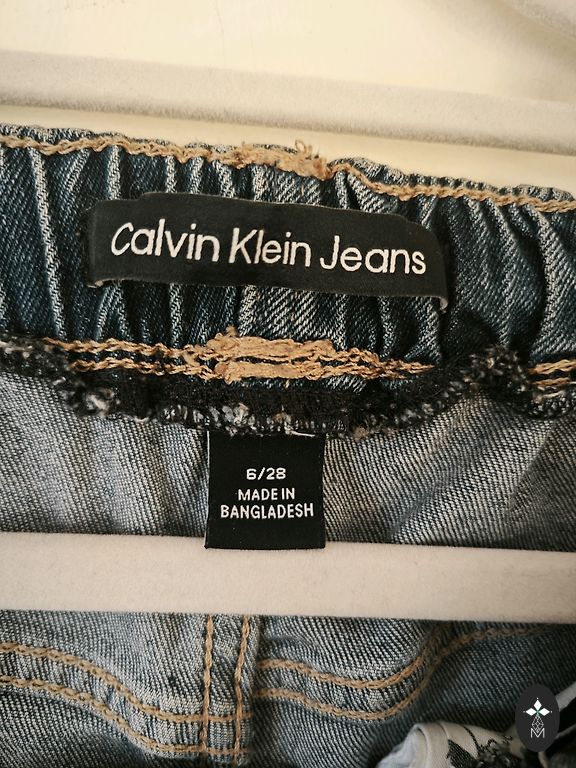 Calvin Klein Jeans
6/28
MADE IN
BANGLADESH
M